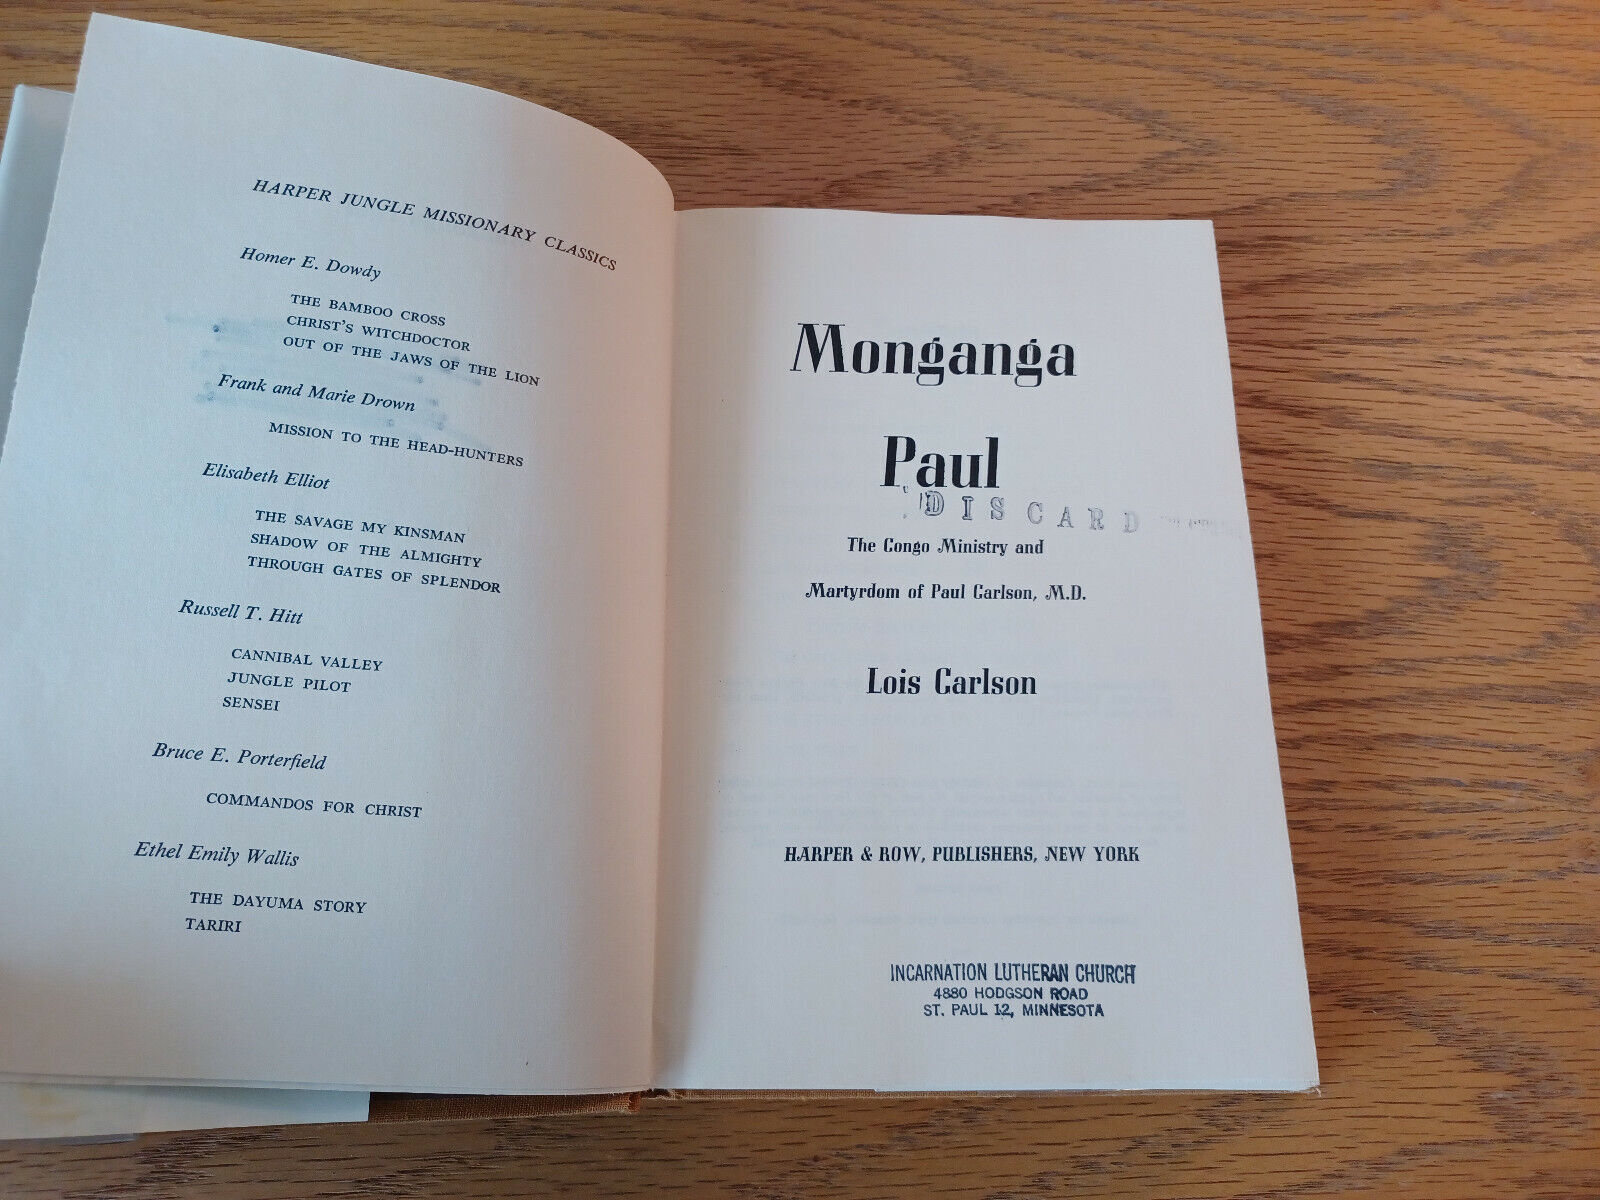 HARPER JUNGLE MISSIONARY CLASSICS
Homer E. Dowdy
THE BAMBOO CROSS
CHRIST'S WITCHDOCTOR
OUT OF THE JAWS OF THE LION
Frank and Marie Drown
MISSION TO THE HEAD-HUNTERS
Elisabeth Elliot
THE SAVAGE MY KINSMAN
SHADOW OF THE ALMIGHTY
THROUGH GATES OF SPLENDOR
Russell T. Hitt
CANNIBAL VALLEY
JUNGLE PILOT
SENSEI
Bruce E. Porterfield
COMMANDOS FOR CHRIST
Ethel Emily Wallis
THE DAYUMA STORY
TARIRI
Monganga
Paul
DISCARD
The Congo Ministry and
Martyrdom of Paul Carlson, M.D.
Lois Carlson
HARPER & ROW, PUBLISHERS, NEW YORK
INCARNATION LUTHERAN CHURCH
4880 HODGSON ROAD
ST. PAUL 12, MINNESOTA